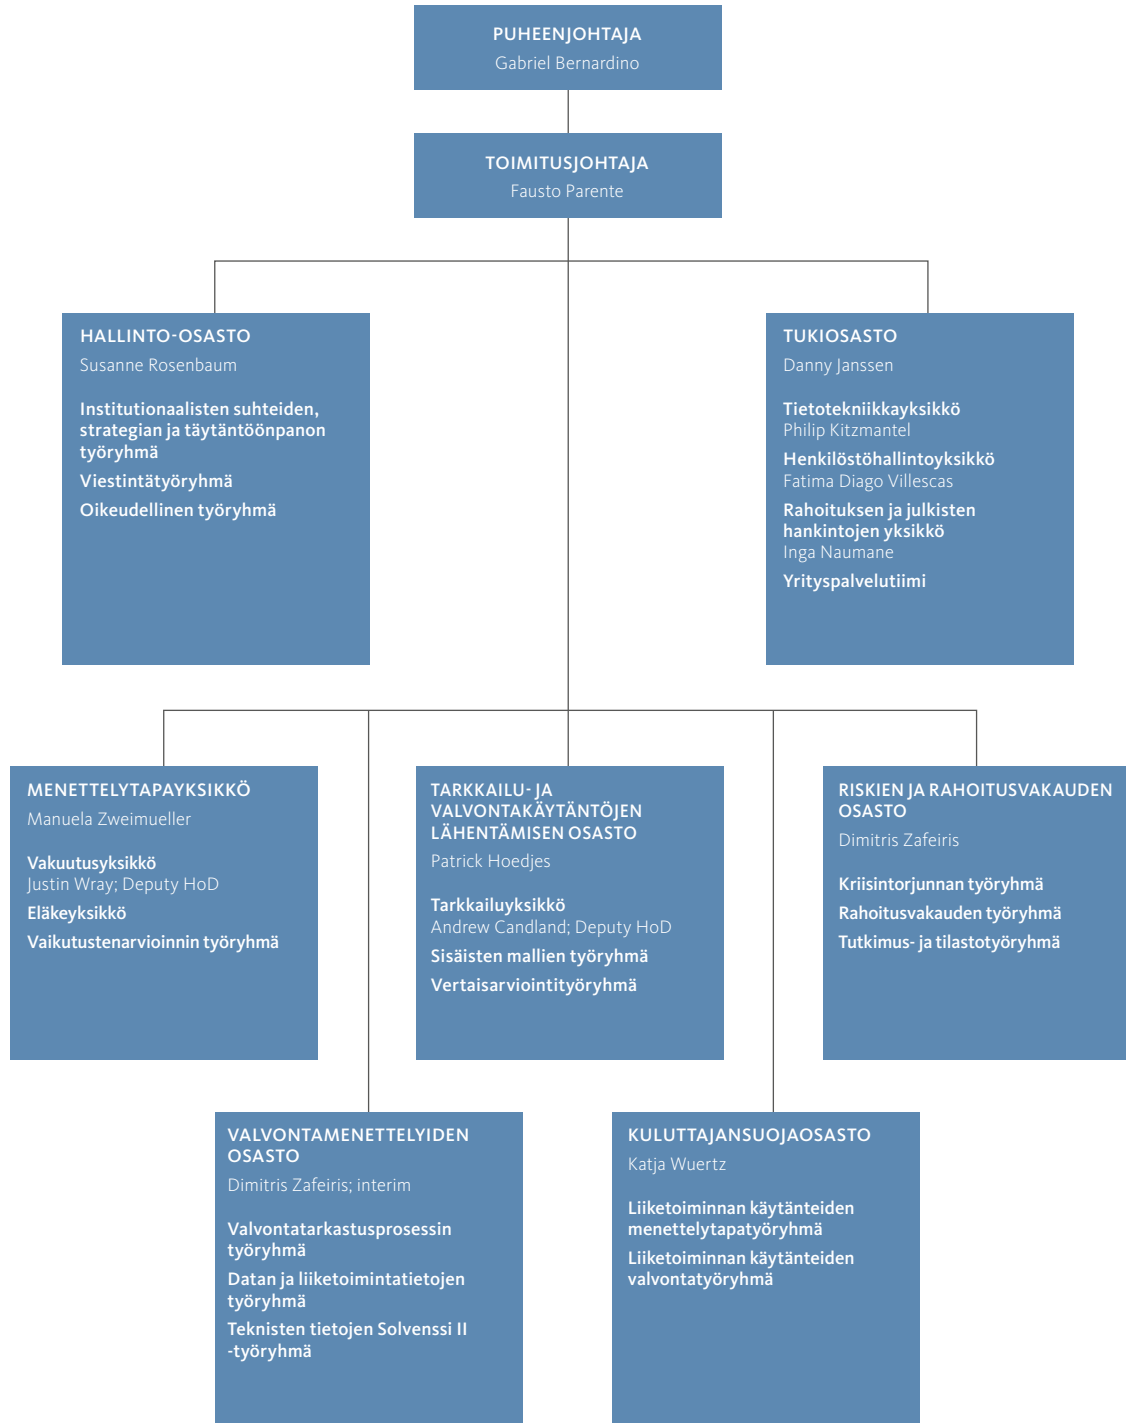 PUHEENJOHTAJA
Gabriel Bernardino
TOIMITUSJOHTAJA
Fausto Parente
HALLINTO-OSASTO
Susanne Rosenbaum
Institutionaalisten suhteiden,
strategian ja täytäntöönpanon
työryhmä
Viestintätyöryhmä
Oikeudellinen työryhmä
TUKIOSASTO
Danny Janssen
Tietotekniikkayksikkö
Philip Kitzmantel
Henkilöstöhallintoyksikkö
Fatima Diago Villescas
Rahoituksen ja julkisten
hankintojen yksikkö
Inga Naumane
Yrityspalvelutiimi
MENETTELYTAPAYKSIKKÖ
Manuela Zweimueller
Vakuutusyksikkö
Justin Wray; Deputy HoD
Eläkeyksikkö
Vaikutustenarvioinnin työryhmä
TARKKAILU- JA
VALVONTAKÄYTÄNTÖJEN
LÄHENTÄMISEN OSASTO
Patrick Hoedjes
Tarkkailuyksikkö
Andrew Candland; Deputy HoD
Sisäisten mallien työryhmä
Vertaisarviointityöryhmä
RISKIEN JA RAHOITUSVAKAUDEN
OSASTO
Dimitris Zafeiris
Kriisintorjunnan työryhmä
Rahoitusvakauden työryhmä
Tutkimus- ja tilastotyöryhmä
VALVONTAMENETTELYIDEN
OSASTO
Dimitris Zafeiris; interim
Valvontatarkastusprosessin
työryhmä
Datan ja liiketoimintatietojen
työryhmä
Teknisten tietojen Solvenssi II
-työryhmä
KULUTTAJANSUOJAOSASTO
Katja Wuertz
Liiketoiminnan käytänteiden
menettelytapatyöryhmä
Liiketoiminnan käytänteiden
valvontatyöryhmä